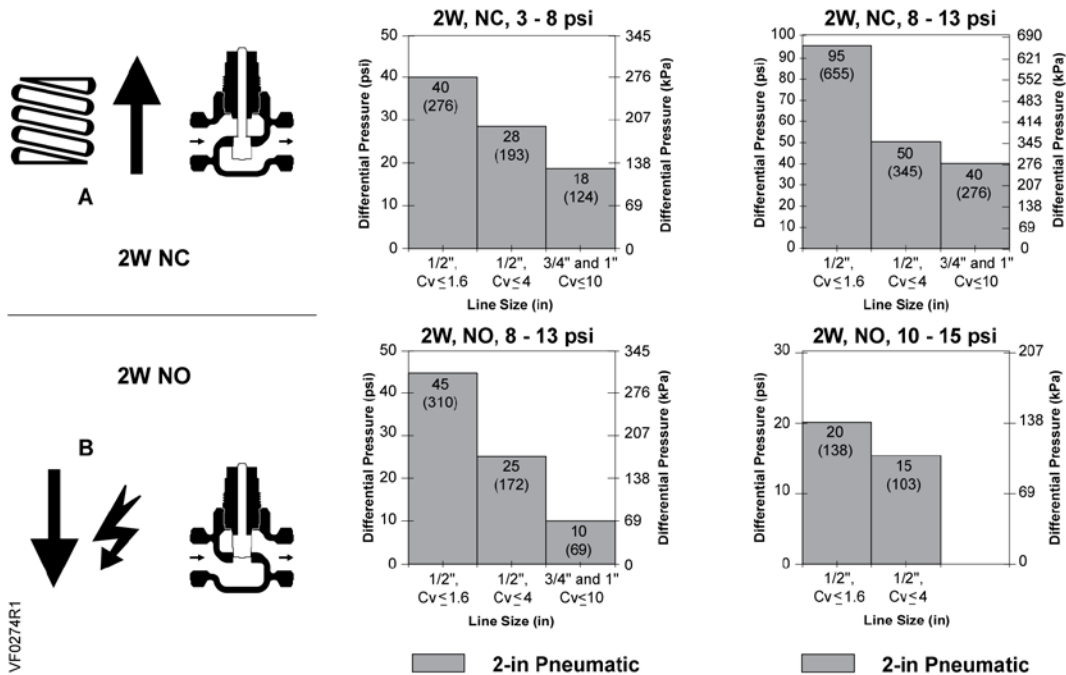 A
2W NC
2W NO
B
VF0274R1
2W, NC, 3 - 8 psi
Differential Pressure (psi)
50
40
30
20
10
0
40
(276)
28
(193)
18
(124)
345
276
207
138
69
0
Differential Pressure (kPa)
1/2", 1/2", 3/4" and 1"
Cv≤1.6 Cv≤4 Cv≤10
Line Size (in)
2W, NC, 8 - 13 psi
Differential Pressure (psi)
100
90
80
70
60
50
40
30
20
10
0
95
(655)
50
(345)
40
(276)
690
621
552
483
414
345
276
207
138
69
0
Differential Pressure (kPa)
1/2", 1/2", 3/4" and 1"
Cv≤1.6 Cv≤4 Cv≤10
Line Size (in)
2W, NO, 8 - 13 psi
Differential Pressure (psi)
50
40
30
20
10
0
45
(310)
25
(172)
10
(69)
345
276
207
138
69
0
Differential Pressure (kPa)
1/2", 1/2", 3/4" and 1"
Cv≤1.6 Cv≤4 Cv≤10
Line Size (in)
2-in Pneumatic
2W, NO, 10 - 15 psi
Differential Pressure (psi)
30
20
10
0
20
(138)
15
(103)
207
138
69
0
Differential Pressure (kPa)
1/2", 1/2",
Cv≤1.6 Cv≤4
Line Size (in)
2-in Pneumatic